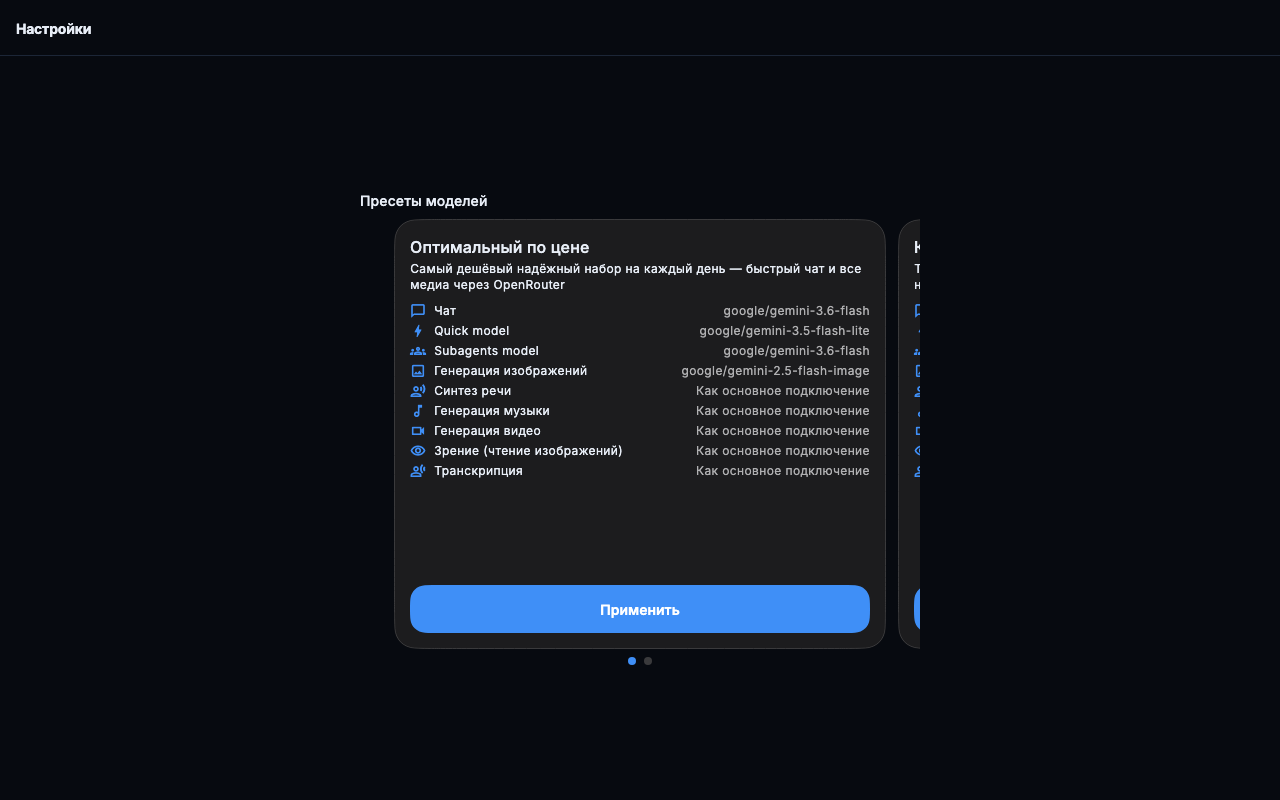 Настройки
Пресеты моделей
Оптимальный по цене
Самый дешёвый надёжный набор на каждый день — быстрый чат и все
медиа через OpenRouter
Чат google/gemini-3.6-flash
Quick model google/gemini-3.5-flash-lite
Subagents model google/gemini-3.6-flash
Генерация изображений google/gemini-2.5-flash-image
Синтез речи Как основное подключение
Генерация музыки Как основное подключение
Генерация видео Как основное подключение
Зрение (чтение изображений) Как основное подключение
Транскрипция Как основное подключение
Применить